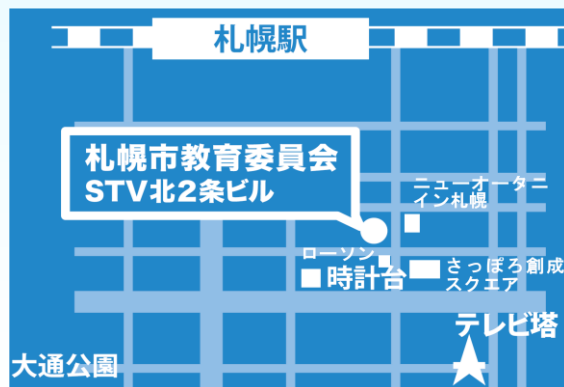 札幌駅
札幌市教育委員会
STV北2条ビル
ニューオータニ
イン札幌
ローソン
時計台
さっぽろ創成
スクエア
テレビ塔
大通公園